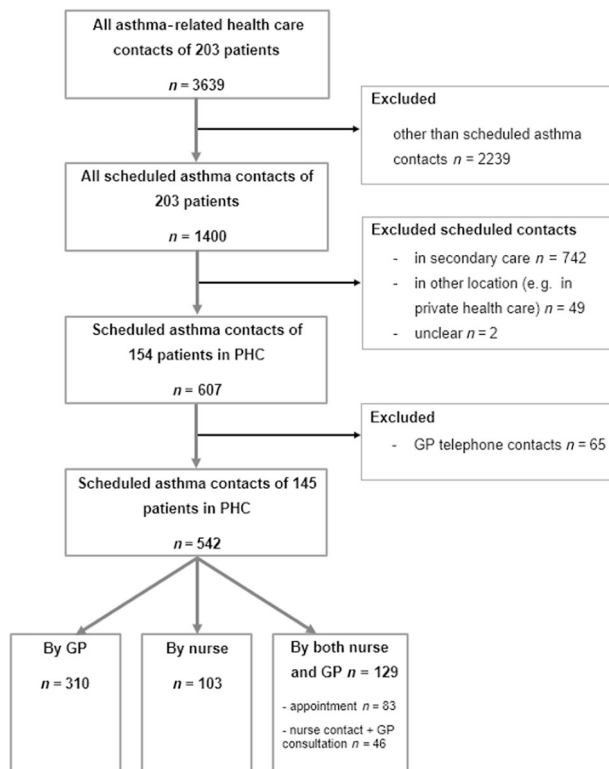 All asthma-related health care
contacts of 203 patients
n = 3639
Excluded
other than scheduled asthma
contacts n = 2239
All scheduled asthma contacts of
203 patients
n = 1400
Excluded scheduled contacts
- in secondary care n = 742
- in other location (e. g. in
private health care) n = 49
- unclear n = 2
Scheduled asthma contacts of
154 patients in PHC
n = 607
Excluded
- GP telephone contacts n = 65
Scheduled asthma contacts of 145
patients in PHC
n = 542
By GP
n = 310
By nurse
n = 103
By both nurse
and GP n = 129
- appointment n = 83
- nurse contact + GP
consultation n = 46